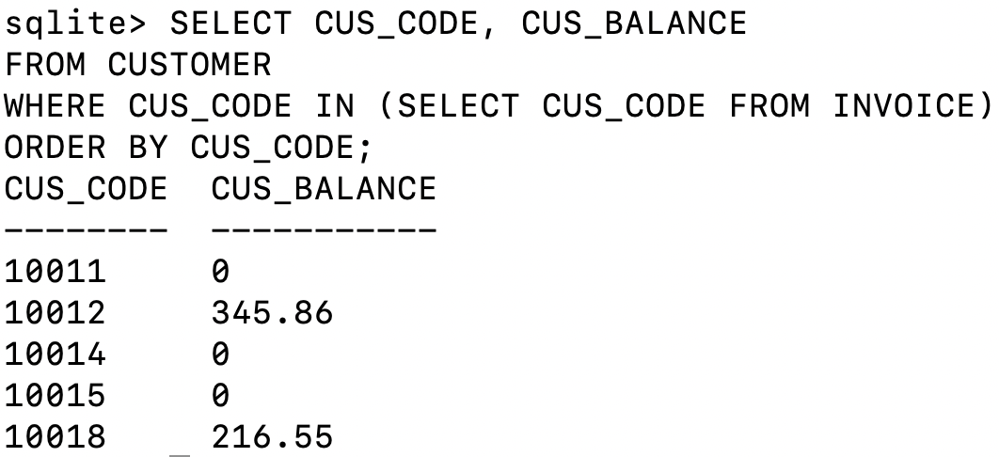 sqlite> SELECT CUS_CODE, CUS_BALANCE
FROM CUSTOMER
WHERE CUS_CODE IN (SELECT CUS_CODE FROM INVOICE)
ORDER BY CUS_CODE;
CUS_CODE  CUS_BALANCE
--------  -----------
10011     0
10012     345.86
10014     0
10015     0
10018     216.55